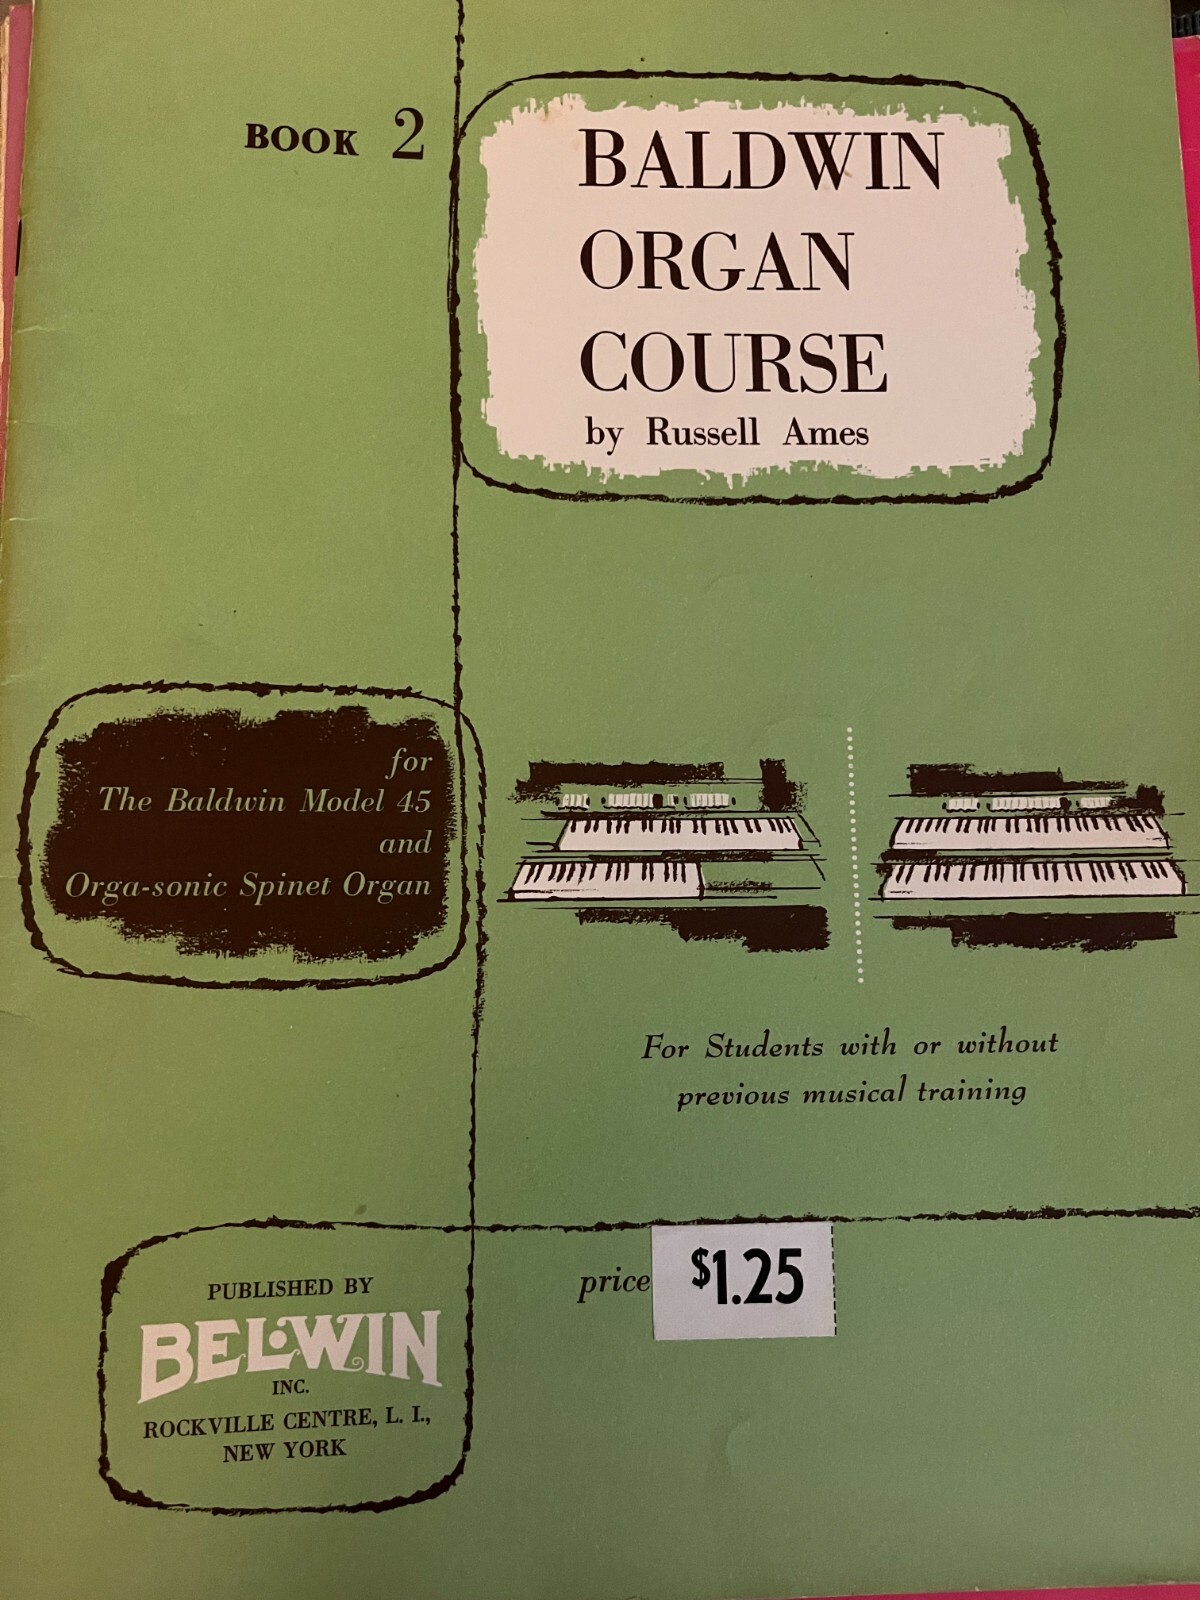 BOOK 2
BALDWIN
ORGAN
COURSE
by Russell Ames
for
The Baldwin Model 45
and
Orga-sonic Spinet Organ
For Students with or without
previous musical training
price $1.25
PUBLISHED BY
BELWIN
INC.
ROCKVILLE CENTRE, L. I.,
NEW YORK